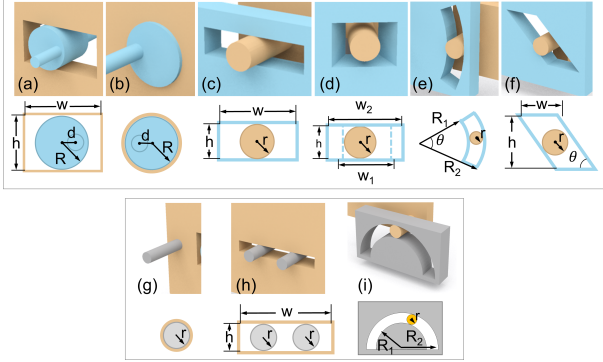 (a) (b) (c) (d) (e) (f)
w w w₂ w
h d R d R h r h r w₁ R₁ θ r R₂ h r θ
(g) (h) (i)
w
r h r r R₁ R₂ r